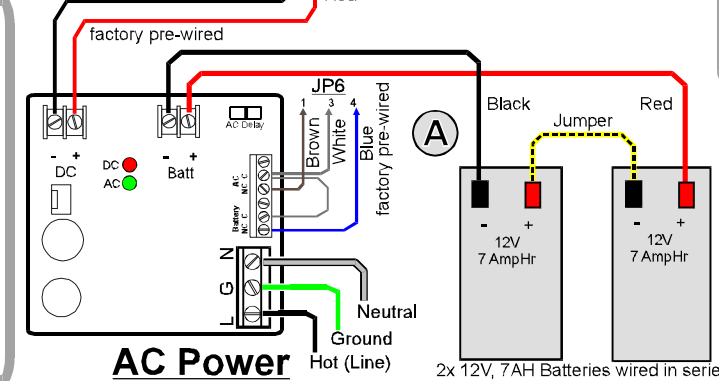 Red
factory pre-wired
JP6
1 3 4
Brown
White
Blue
factory pre-wired
AC Delay
- +
DC
- +
Batt
DC
AC
AC
NC C
Battery
NC C
N
G
L
Neutral
Ground
Hot (Line)
AC Power
A
Black
Red
Jumper
- +
12V
7 AmpHr
- +
12V
7 AmpHr
2x 12V, 7AH Batteries wired in serie